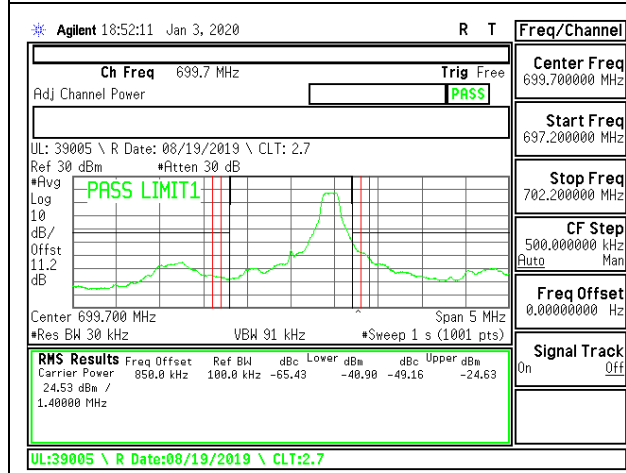 Agilent 18:52:11 Jan 3, 2020 R T
Freq/Channel
Ch Freq 699.7 MHz Trig Free
Adj Channel Power PASS
Center Freq
699.700000 MHz
Start Freq
697.200000 MHz
UL: 39005 \ R Date: 08/19/2019 \ CLT: 2.7
Ref 30 dBm #Atten 30 dB
#Avg
Log
10
dB/
Offst
11.2
dB
PASS LIMIT1
Stop Freq
702.200000 MHz
CF Step
500.000000 kHz
Auto Man
Freq Offset
0.00000000 Hz
Center 699.700 MHz Span 5 MHz
#Res BW 30 kHz VBW 91 kHz #Sweep 1 s (1001 pts)
Signal Track
On Off
RMS Results Freq Offset Ref BW dBc Lower dBm dBc Upper dBm
Carrier Power 850.0 kHz 100.0 kHz -65.43 -40.90 -49.16 -24.63
24.53 dBm /
1.40000 MHz
UL:39005 \ R Date:08/19/2019 \ CLT:2.7